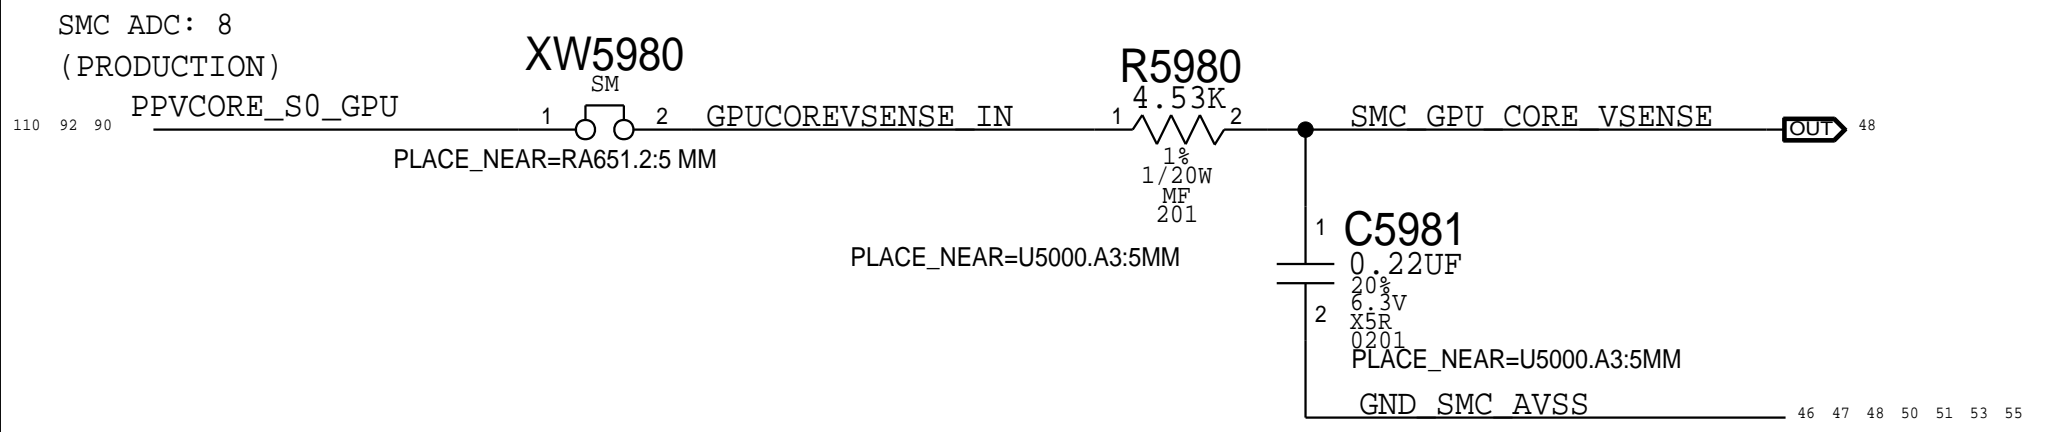 SMC ADC: 8
(PRODUCTION)
XW5980
SM
R5980
4.53K
110 92 90 PPVCORE_S0_GPU 1 2 GPUCOREVSENSE_IN 1 2 SMC_GPU_CORE_VSENSE OUT 48
PLACE_NEAR=RA651.2:5 MM
1%
1/20W
MF
201
PLACE_NEAR=U5000.A3:5MM
1 C5981
0.22UF
20%
6.3V
2 X5R
0201
PLACE_NEAR=U5000.A3:5MM
GND_SMC_AVSS 46 47 48 50 51 53 55